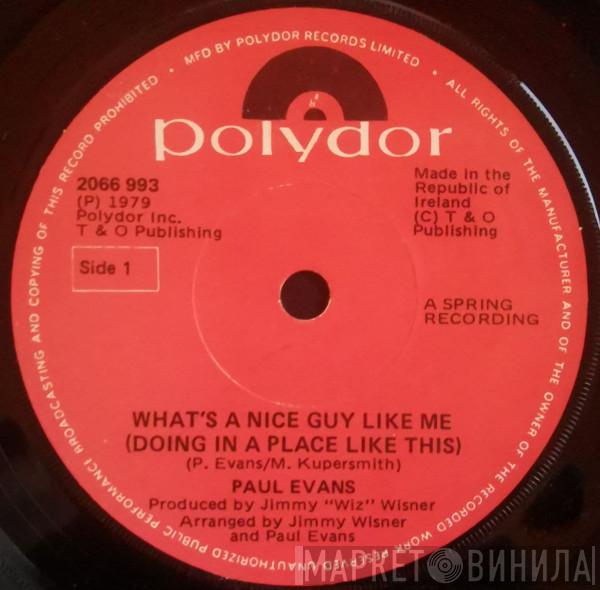 MFD BY POLYDOR RECORDS LIMITED • ALL RIGHTS OF THE MANUFACTURER AND OF THE OWNER OF THE RECORDED WORK RESERVED UNAUTHORIZED PUBLIC PERFORMANCE BROADCASTING AND COPYING OF THIS RECORD PROHIBITED •
polydor
2066 993
(P) 1979
Polydor Inc.
T & O Publishing
Made in the
Republic of
Ireland
(C) T & O
Publishing
Side 1
A SPRING
RECORDING
WHAT'S A NICE GUY LIKE ME
(DOING IN A PLACE LIKE THIS)
(P. Evans/M. Kupersmith)
PAUL EVANS
Produced by Jimmy "Wiz" Wisner
Arranged by Jimmy Wisner
and Paul Evans
МАРКЕТ ВИНИЛА